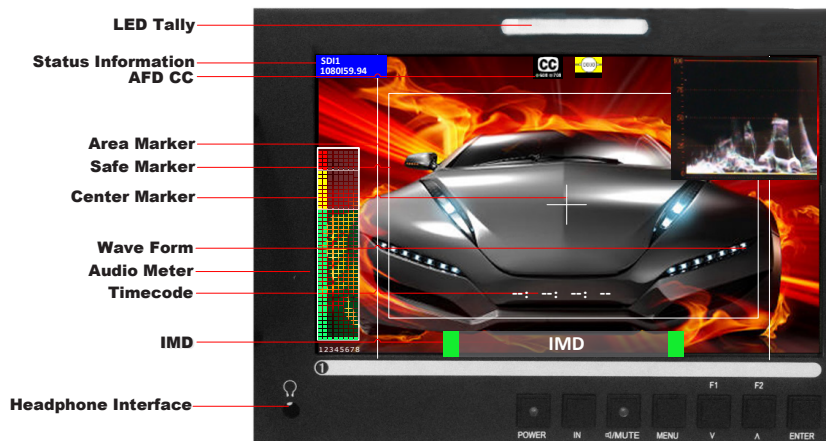 LED Tally
Status Information
SDI1
1080I59.94
CC
AFD CC
Area Marker
Safe Marker
Center Marker
Wave Form
Audio Meter
Timecode
--: --: --: --
IMD
IMD
12345678
1
Headphone Interface
F1 F2
POWER IN /MUTE MENU V Λ ENTER